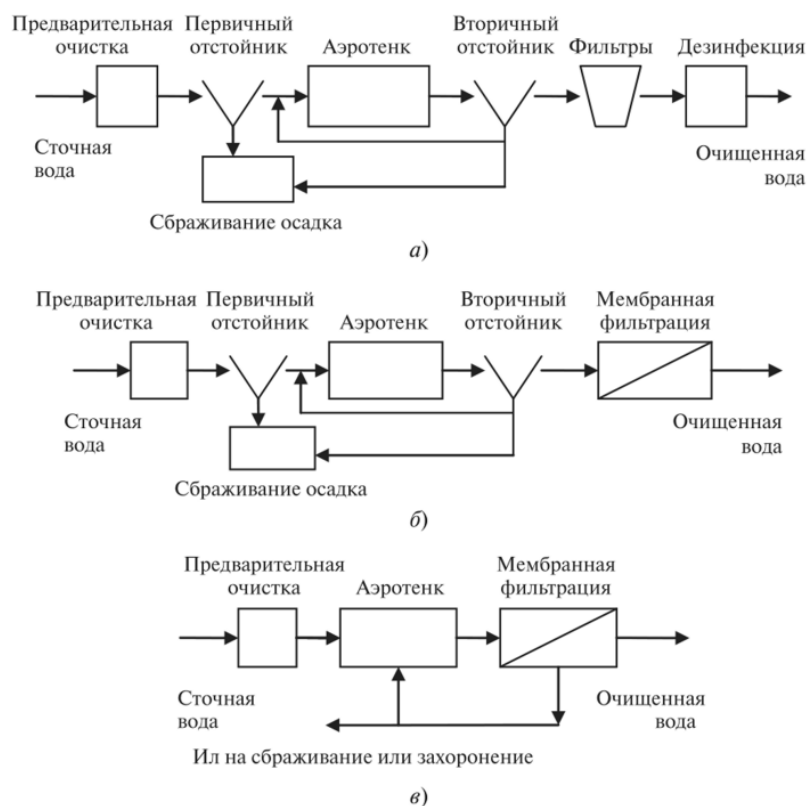 Предварительная
очистка
Первичный
отстойник
Аэротенк
Вторичный
отстойник
Фильтры
Дезинфекция
Сточная
вода
Очищенная
вода
Сбраживание осадка
а)
Предварительная
очистка
Первичный
отстойник
Аэротенк
Вторичный
отстойник
Мембранная
фильтрация
Сточная
вода
Очищенная
вода
Сбраживание осадка
б)
Предварительная
очистка
Аэротенк
Мембранная
фильтрация
Сточная
вода
Очищенная
вода
Ил на сбраживание или захоронение
в)